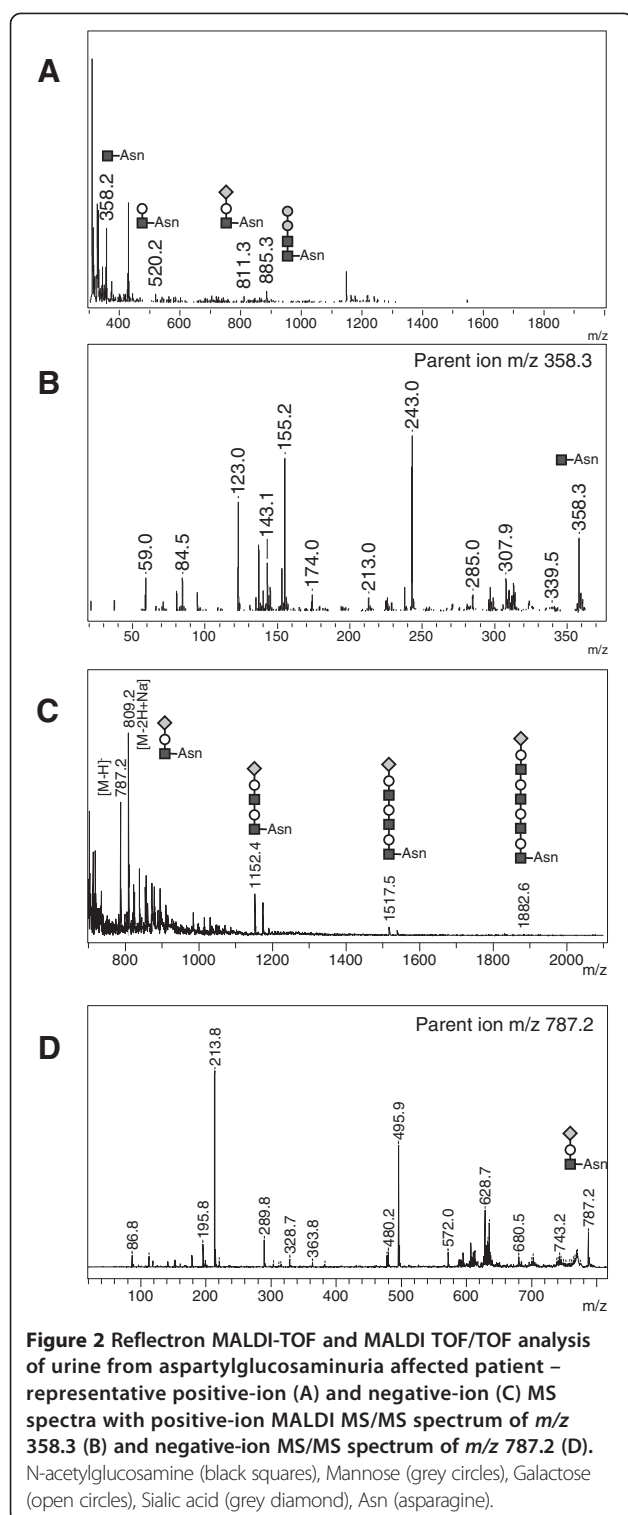 A
Asn
358.2
Asn
520.2
Asn
811.3
885.3
Asn
400 600 800 1000 1200 1400 1600 1800
m/z
B
Parent ion m/z 358.3
59.0
84.5
123.0
143.1
155.2
174.0
213.0
243.0
285.0
307.9
339.5
358.3
Asn
50 100 150 200 250 300 350
m/z
C
[M-H]-
787.2
809.2
[M-2H+Na]-
Asn
Asn
1152.4
Asn
1517.5
Asn
1882.6
800 1000 1200 1400 1600 1800 2000
m/z
D
Parent ion m/z 787.2
86.8
195.8
213.8
289.8
328.7
363.8
480.2
495.9
572.0
628.7
680.5
743.2
787.2
Asn
100 200 300 400 500 600 700
m/z
Figure 2 Reflectron MALDI-TOF and MALDI TOF/TOF analysis
of urine from aspartylglucosaminuria affected patient –
representative positive-ion (A) and negative-ion (C) MS
spectra with positive-ion MALDI MS/MS spectrum of m/z
358.3 (B) and negative-ion MS/MS spectrum of m/z 787.2 (D).
N-acetylglucosamine (black squares), Mannose (grey circles), Galactose
(open circles), Sialic acid (grey diamond), Asn (asparagine).